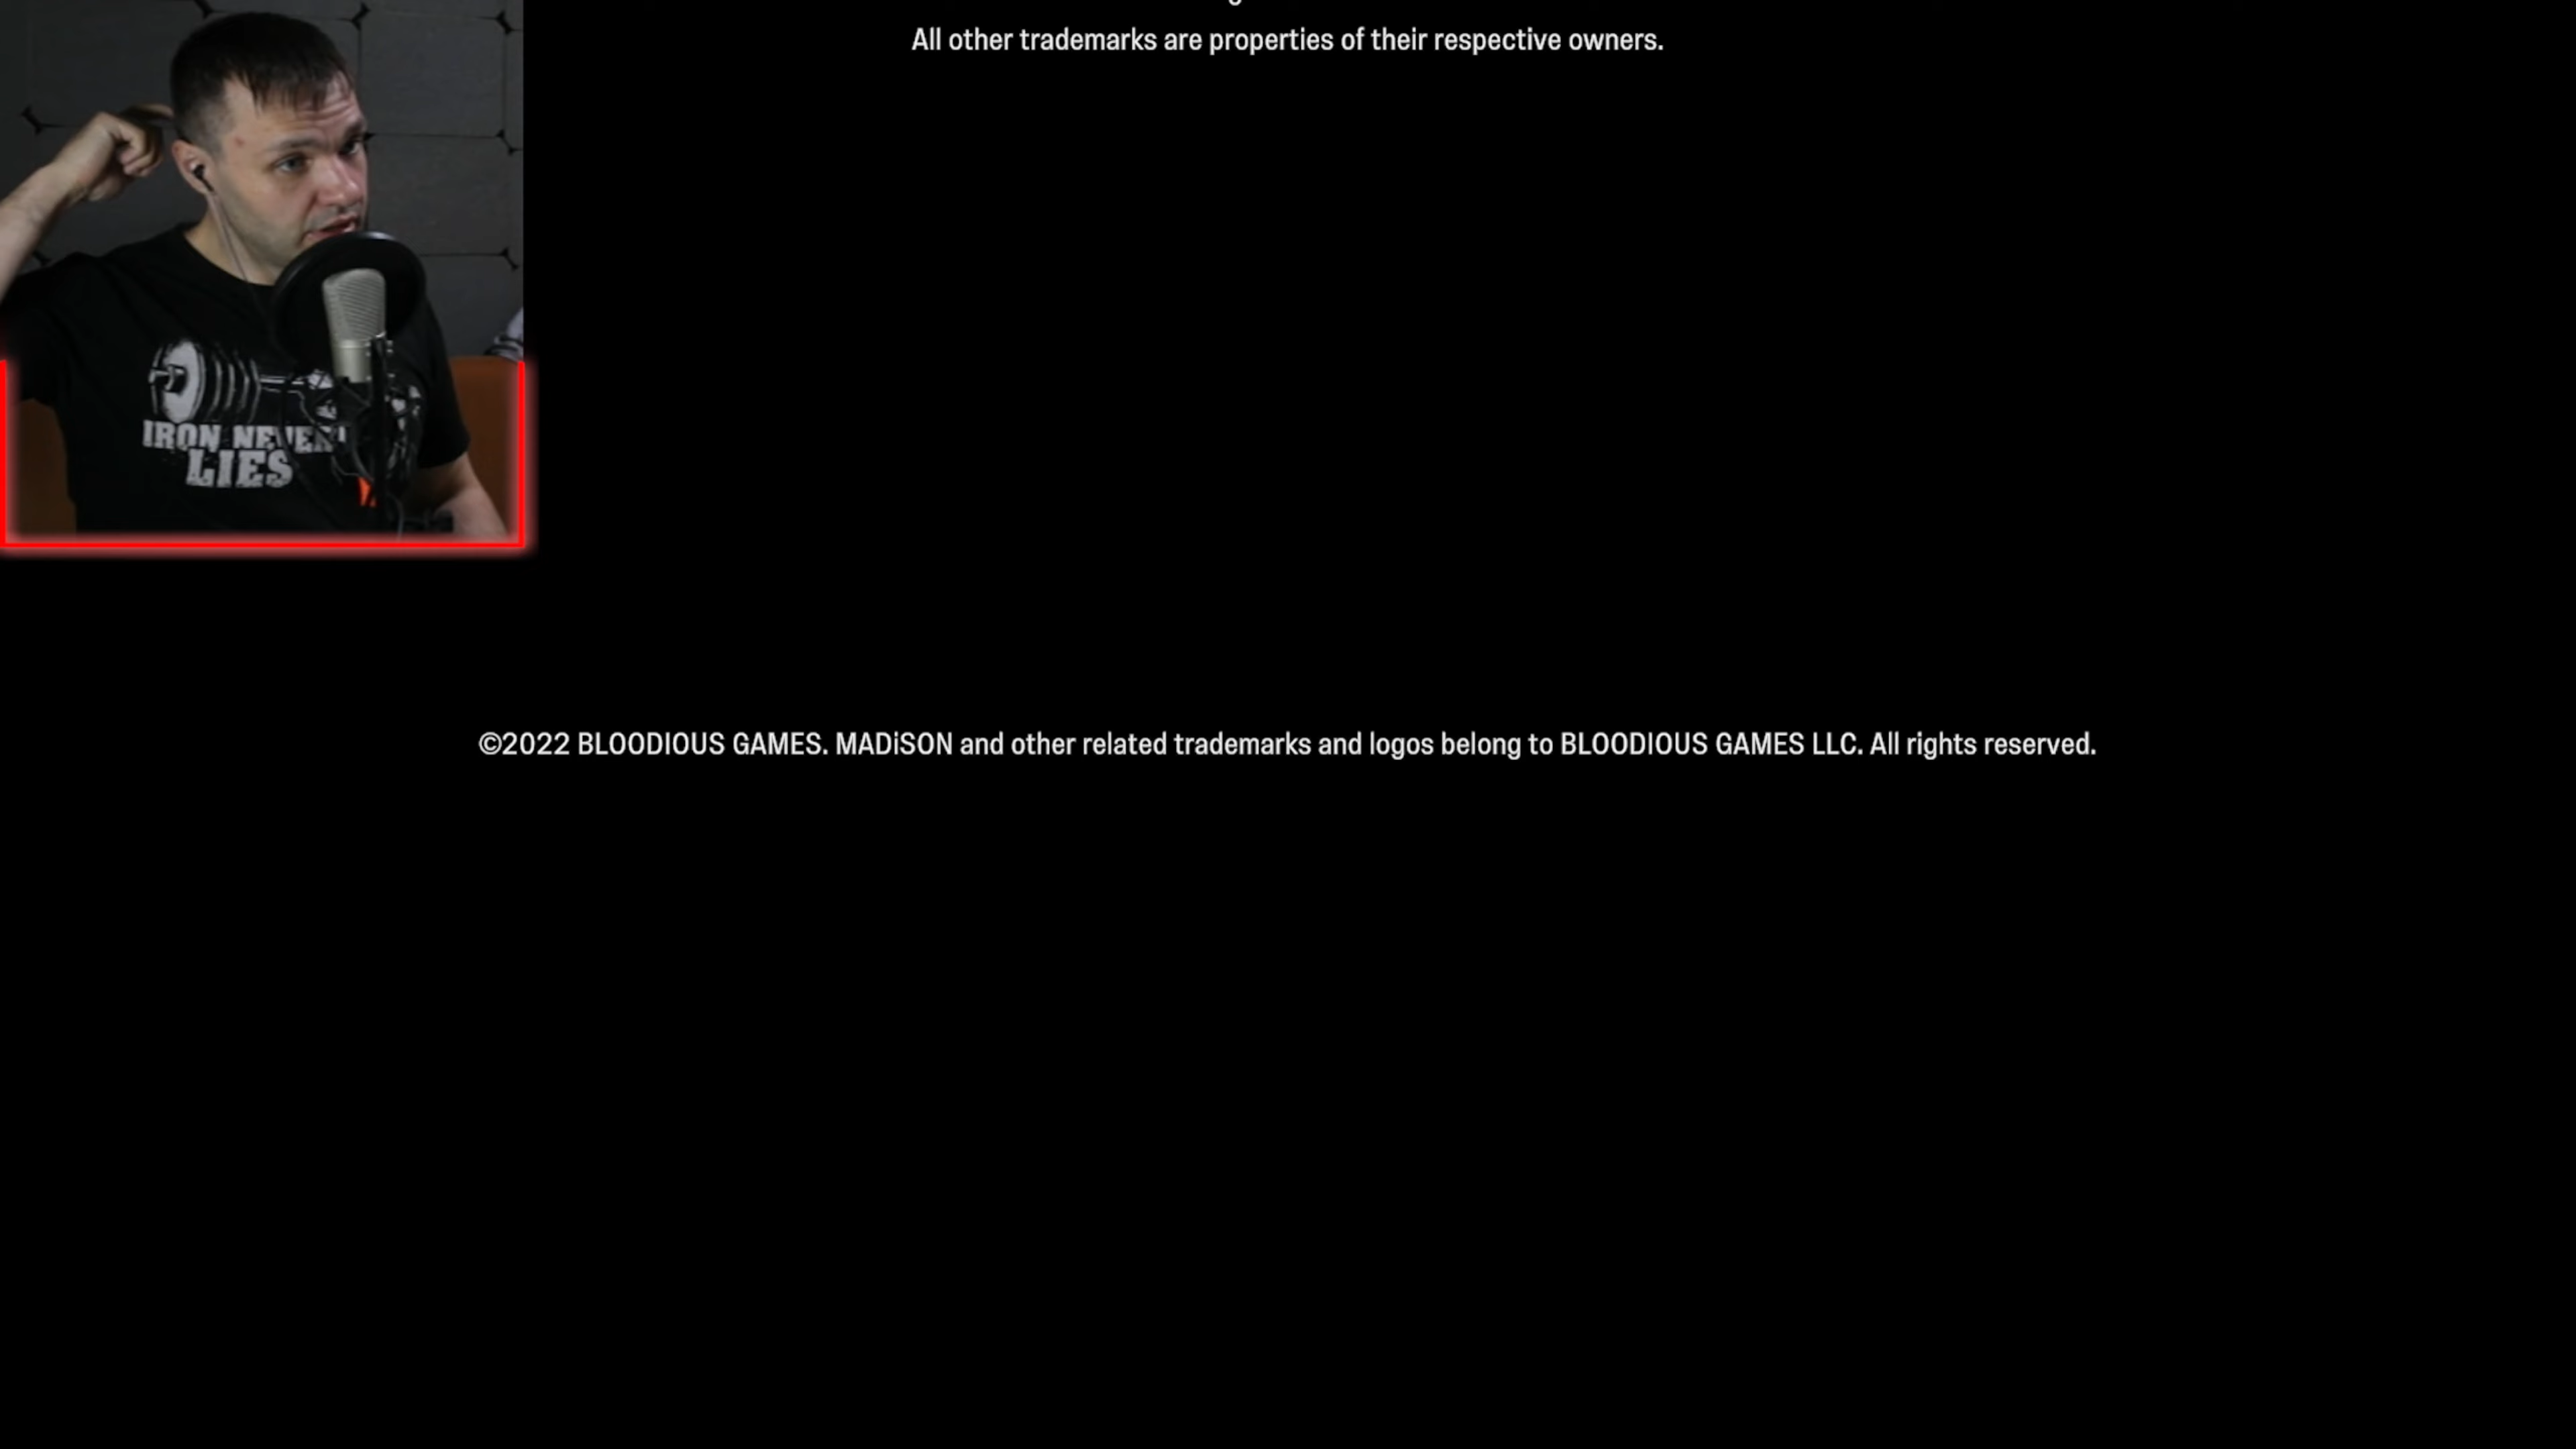 All other trademarks are properties of their respective owners.
IRON NEVER
LIES
©2022 BLOODIOUS GAMES. MADiSON and other related trademarks and logos belong to BLOODIOUS GAMES LLC. All rights reserved.